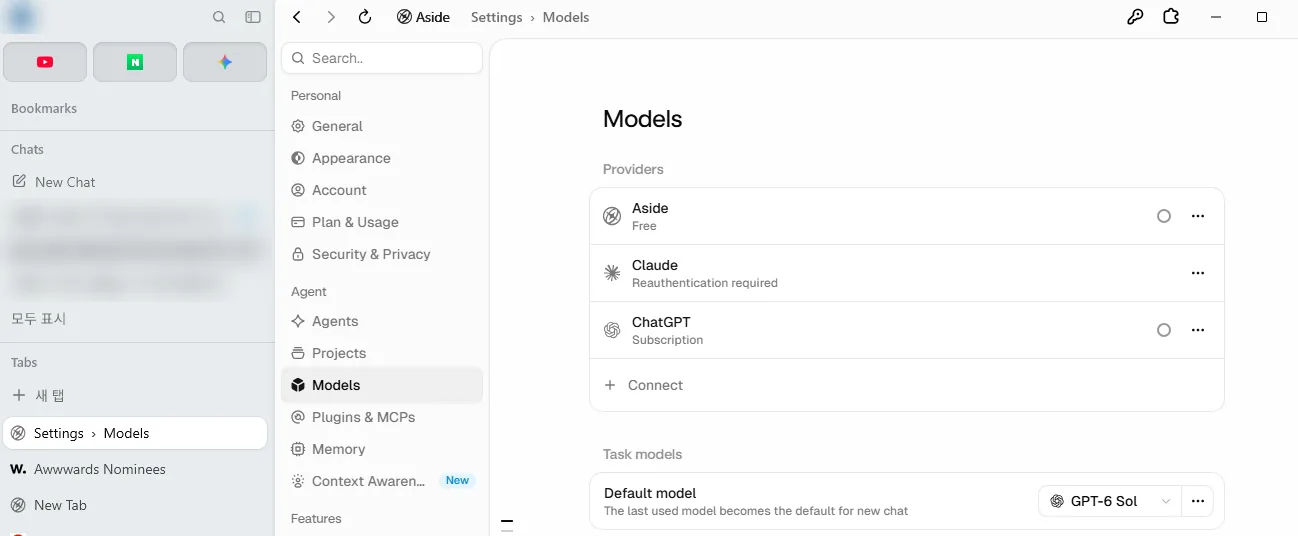 Aside
Settings › Models
Bookmarks
Chats
New Chat
모두 표시
Tabs
새 탭
Settings › Models
W. Awwwards Nominees
New Tab
Search..
Personal
General
Appearance
Account
Plan & Usage
Security & Privacy
Agent
Agents
Projects
Models
Plugins & MCPs
Memory
Context Awaren... New
Features
Models
Providers
Aside
Free
Claude
Reauthentication required
ChatGPT
Subscription
Connect
Task models
Default model
The last used model becomes the default for new chat
GPT-6 Sol